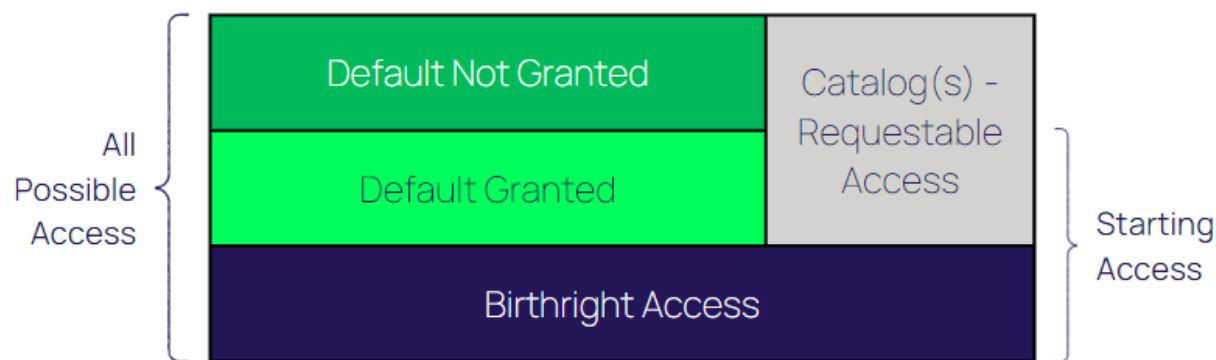 All
Possible
Access
Default Not Granted
Default Granted
Birthright Access
Catalog(s) -
Requestable
Access
Starting
Access